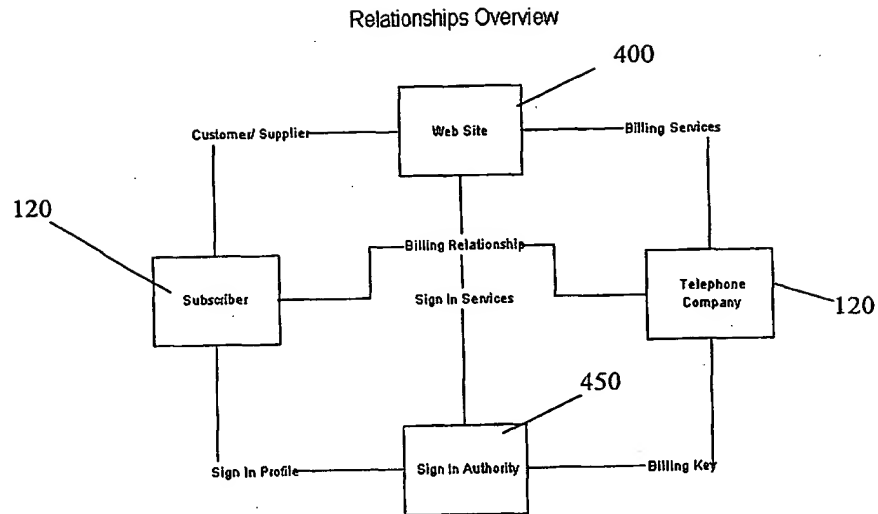 Relationships Overview
400
Customer/ Supplier
Web Site
Billing Services
120
Billing Relationship
Subscriber
Sign In Services
Telephone
Company
120
450
Sign In Profile
Sign In Authority
Billing Key